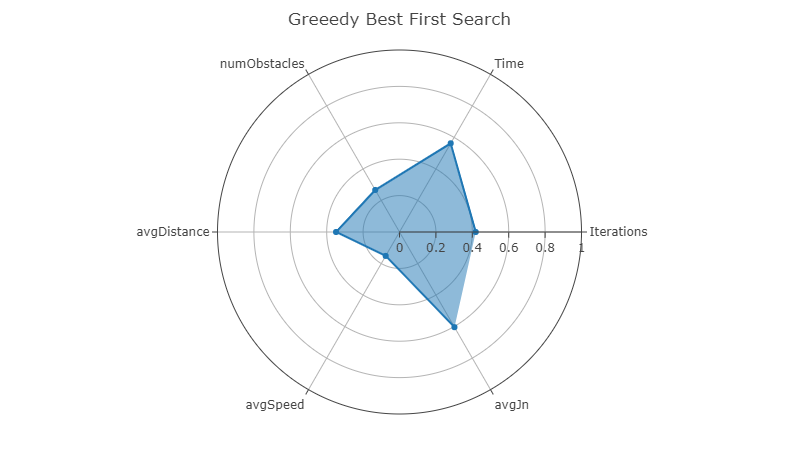 Greeedy Best First Search
numObstacles
Time
avgDistance
Iterations
0 0.2 0.4 0.6 0.8 1
avgSpeed
avgJn